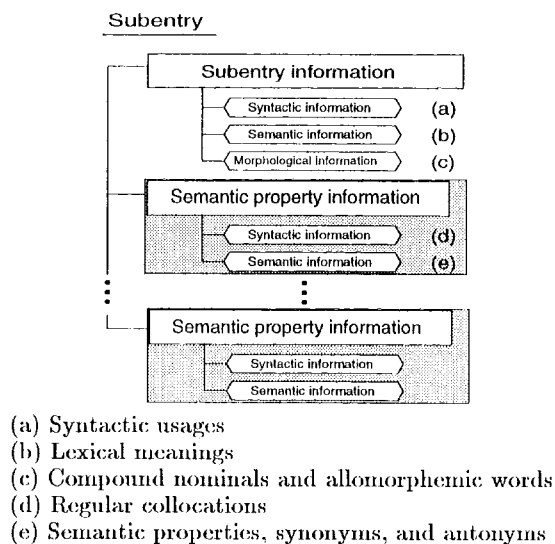 Subentry
Subentry information
Syntactic information (a)
Semantic information (b)
Morphological information (c)
Semantic property information
Syntactic information (d)
Semantic information (e)
Semantic property information
Syntactic information
Semantic information
(a) Syntactic usages
(b) Lexical meanings
(c) Compound nominals and allomorphemic words
(d) Regular collocations
(e) Semantic properties, synonyms, and antonyms